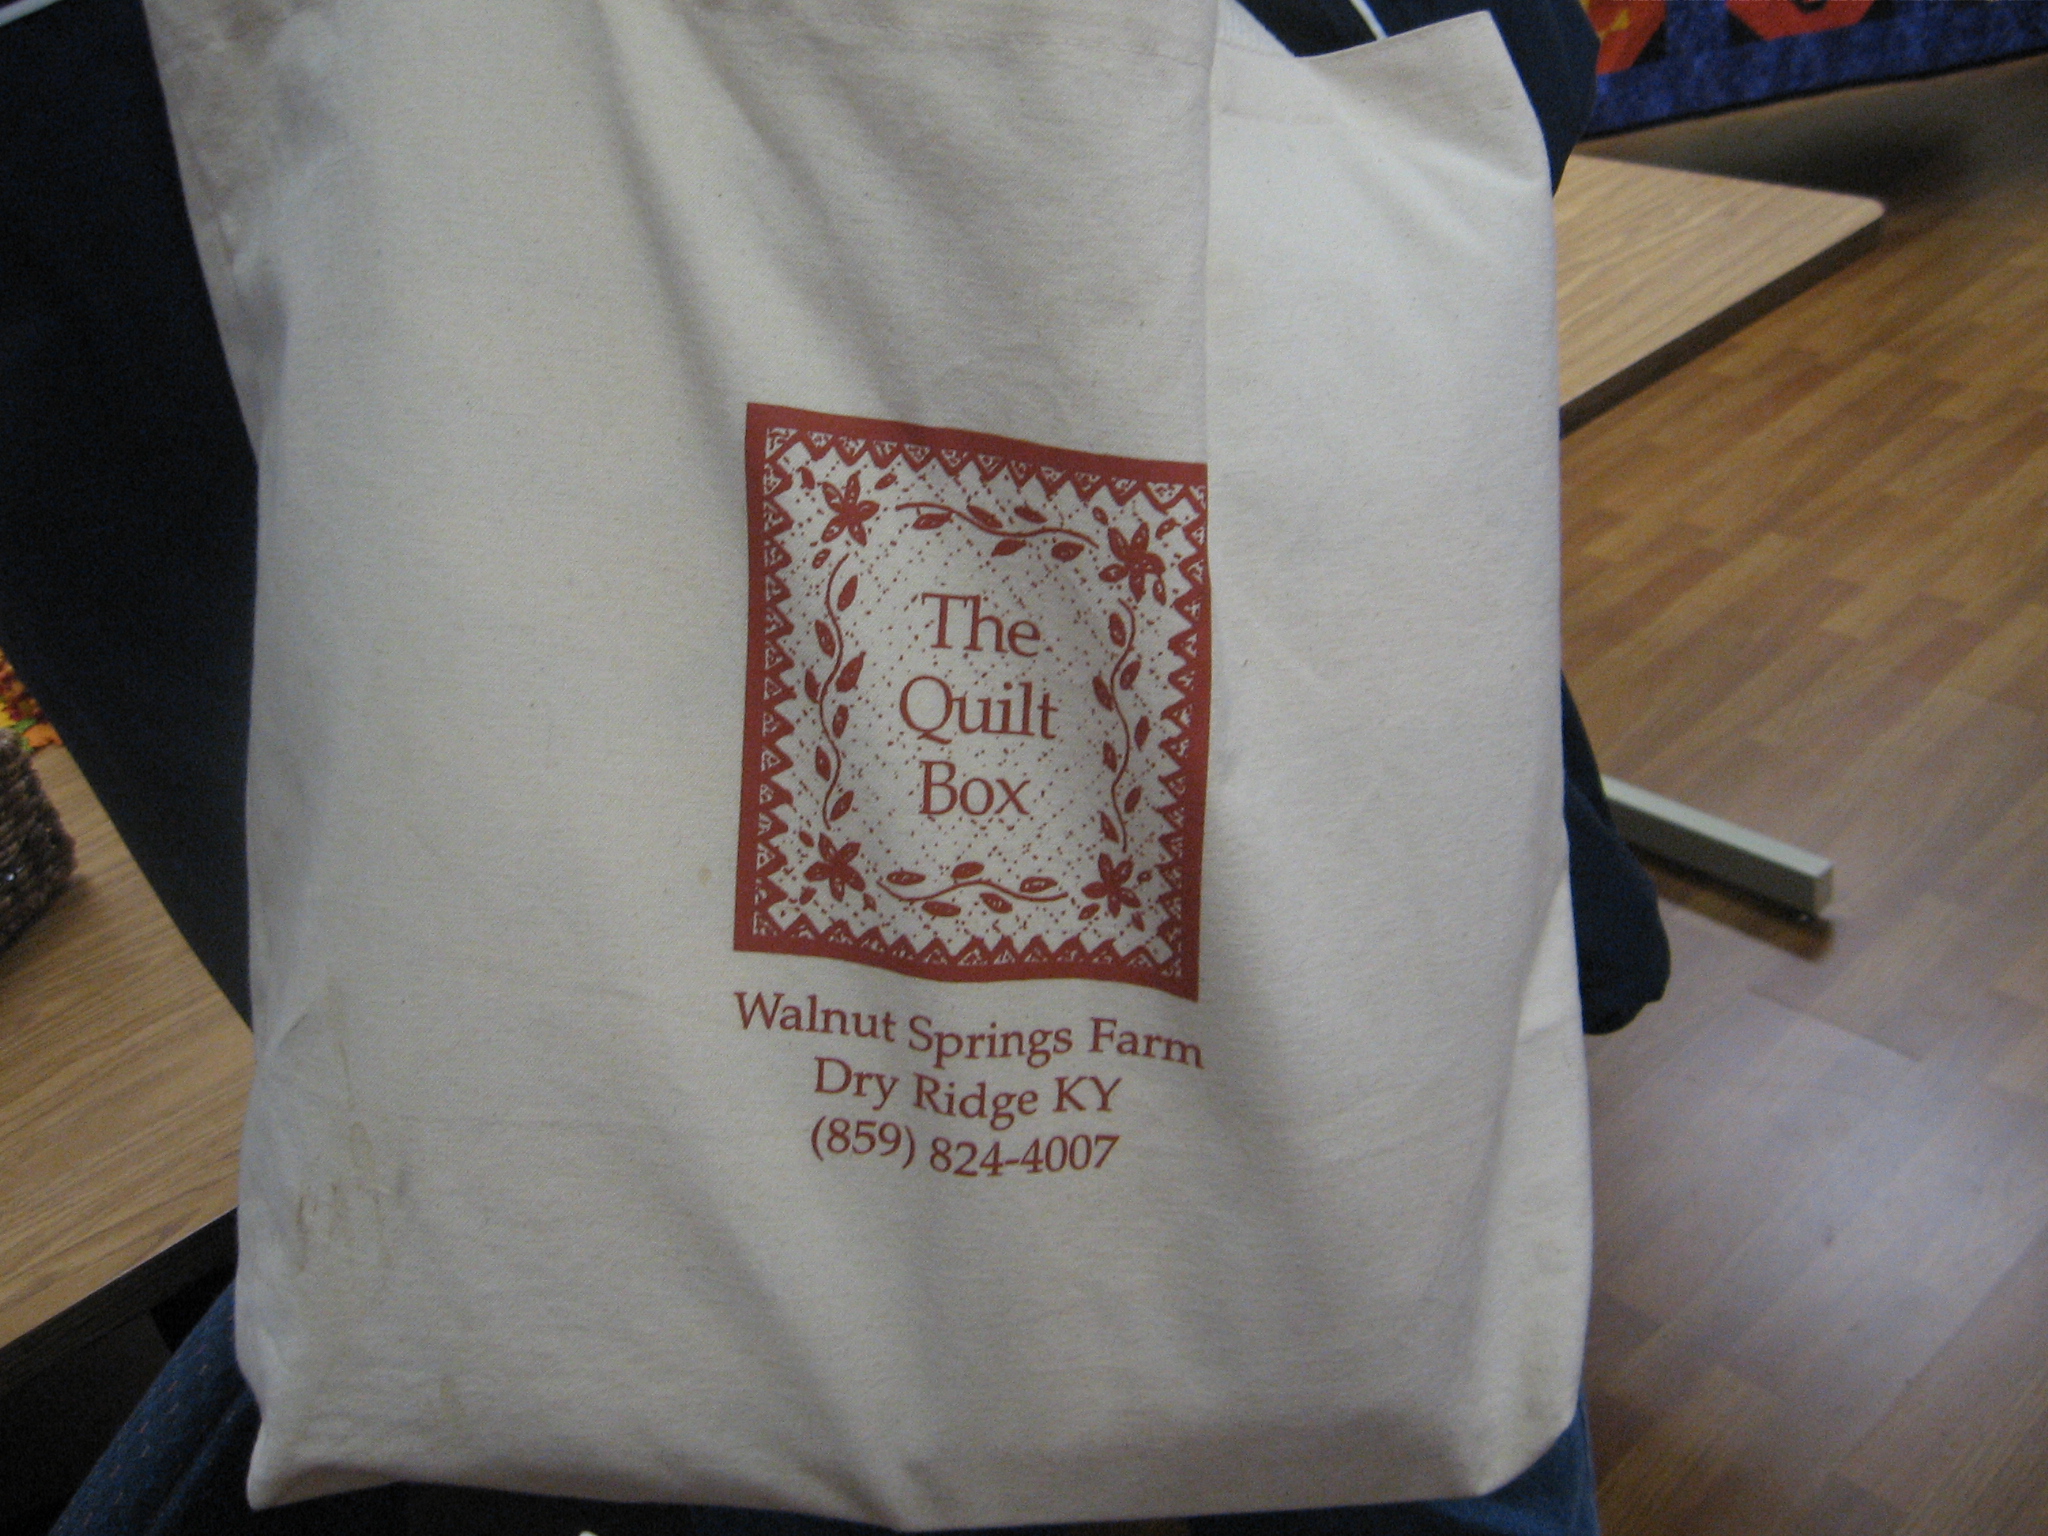 The
Quilt
Box
Walnut Springs Farm
Dry Ridge KY
(859) 824-4007